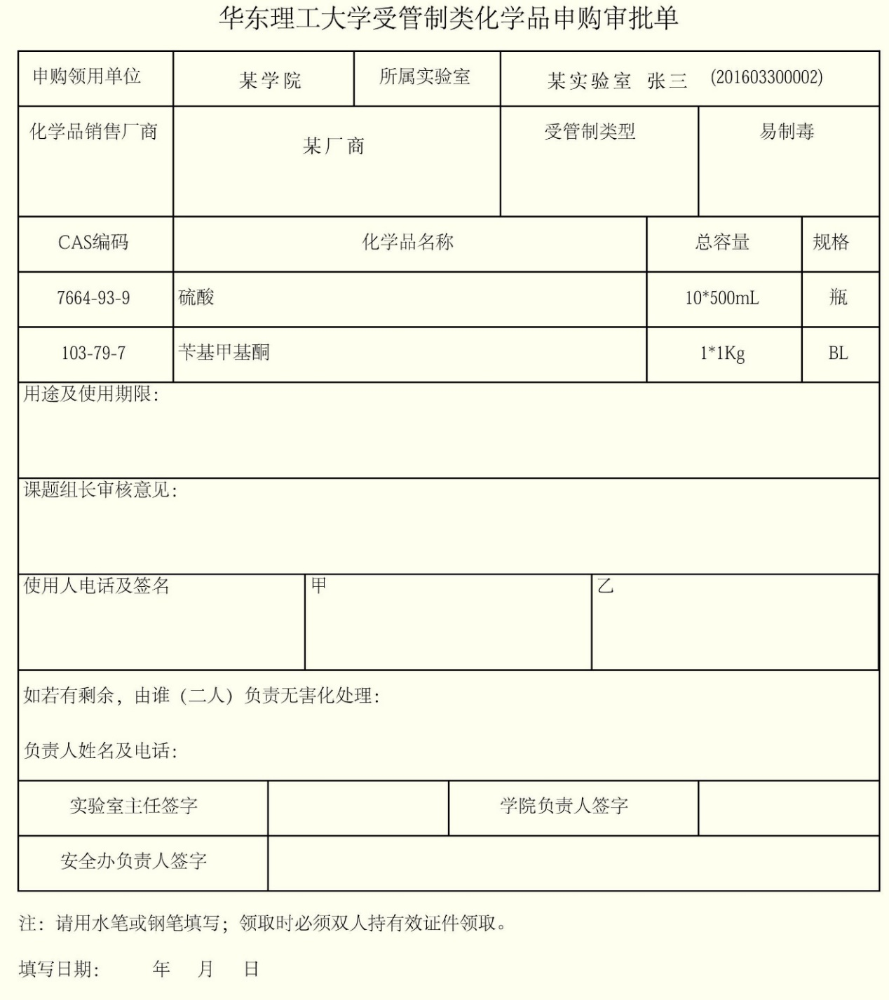 华东理工大学受管制类化学品申购审批单
申购领用单位 某学院 所属实验室 某实验室 张三 (201603300002)
化学品销售厂商 某厂商 受管制类型 易制毒
CAS编码 化学品名称 总容量 规格
7664-93-9 硫酸 10*500mL 瓶
103-79-7 苄基甲基酮 1*1Kg BL
用途及使用期限:
课题组长审核意见:
使用人电话及签名 甲 乙
如若有剩余，由谁（二人）负责无害化处理:
负责人姓名及电话:
实验室主任签字 学院负责人签字
安全办负责人签字
注：请用水笔或钢笔填写；领取时必须双人持有效证件领取。
填写日期: 年 月 日